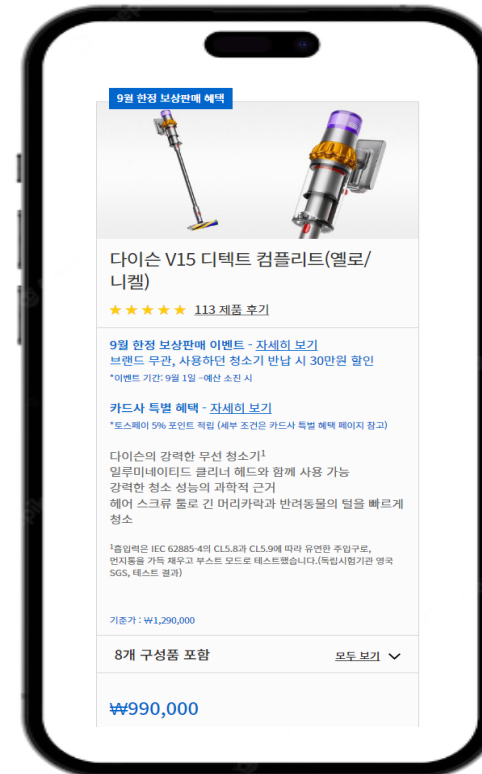 9월 한정 보상판매 혜택
다이슨 V15 디텍트 컴플리트(옐로/
니켈)
★★★★★ 113 제품 후기
9월 한정 보상판매 이벤트 - 자세히 보기
브랜드 무관, 사용하던 청소기 반납 시 30만원 할인
*이벤트 기간: 9월 1일 ~예산 소진 시
카드사 특별 혜택 - 자세히 보기
*토스페이 5% 포인트 적립 (세부 조건은 카드사 특별 혜택 페이지 참고)
다이슨의 강력한 무선 청소기¹
일루미네이티드 클리너 헤드와 함께 사용 가능
강력한 청소 성능의 과학적 근거
헤어 스크류 툴로 긴 머리카락과 반려동물의 털을 빠르게
청소
¹흡입력은 IEC 62885-4의 CL5.8과 CL5.9에 따라 유연한 주입구로,
먼지통을 가득 채우고 부스트 모드로 테스트했습니다.(독립시험기관 영국
SGS, 테스트 결과)
기준가 : ₩1,290,000
8개 구성품 포함 모두 보기
₩990,000